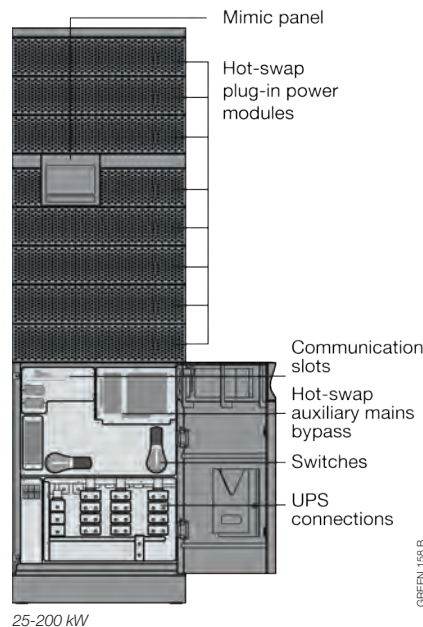 Mimic panel
Hot-swap
plug-in power
modules
Communication
slots
Hot-swap
auxiliary mains
bypass
Switches
UPS
connections
GREEN 158 B
25-200 kW